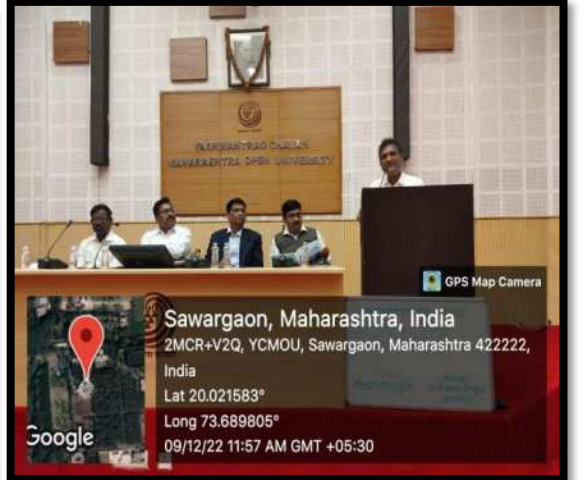 YASHWANTRAO CHAVAN
MAHARASHTRA OPEN UNIVERSITY
GPS Map Camera
Sawargaon, Maharashtra, India
2MCR+V2Q, YCMOU, Sawargaon, Maharashtra 422222,
India
Lat 20.021583°
Long 73.689805°
09/12/22 11:57 AM GMT +05:30
Google